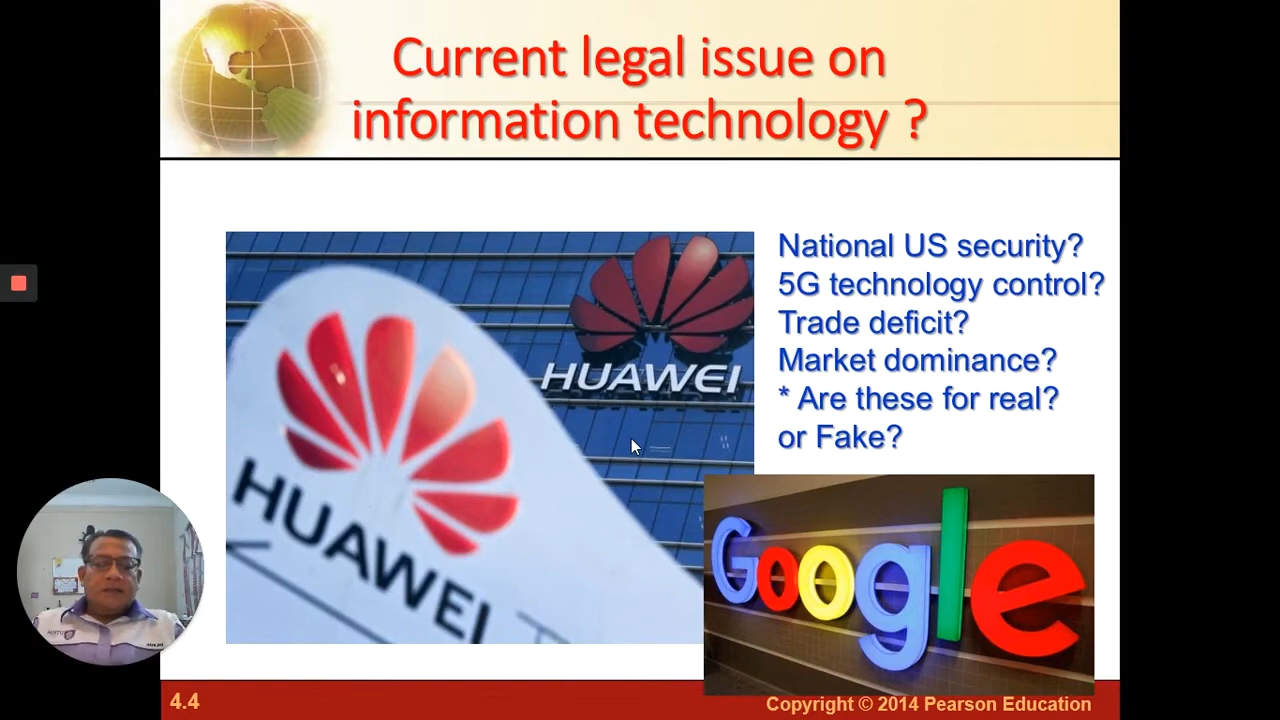 Current legal issue on
information technology ?
National US security?
5G technology control?
Trade deficit?
Market dominance?
* Are these for real?
or Fake?
HUAWEI
HUAWEI
Google
4.4
Copyright © 2014 Pearson Education